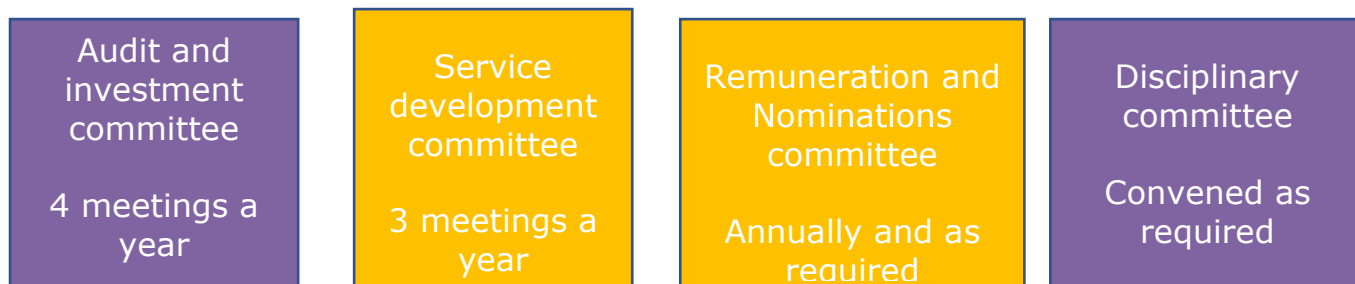 Audit and
investment
committee
4 meetings a
year
Service
development
committee
3 meetings a
year
Remuneration and
Nominations
committee
Annually and as
required
Disciplinary
committee
Convened as
required